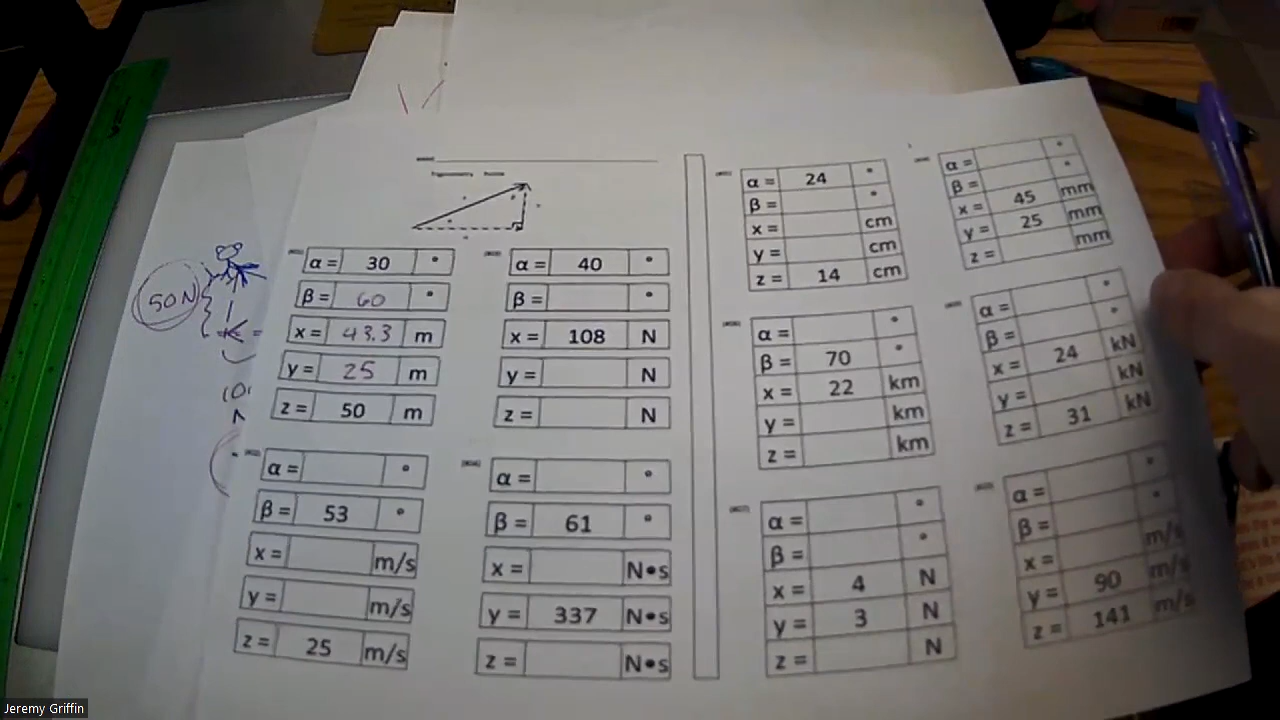 Trigonometry Practice
α = 30 °
β = 60 °
x = 43.3 m
y = 25 m
z = 50 m
α = 40 °
β = °
x = 108 N
y = N
z = N
α = °
β = 53 °
x = m/s
y = m/s
z = 25 m/s
α = °
β = 61 °
x = N•s
y = 337 N•s
z = N•s
α = 24 °
β = °
x = cm
y = cm
z = 14 cm
α = °
β = °
x = 45 mm
y = 25 mm
z = mm
α = °
β = 70 °
x = 22 km
y = km
z = km
α = °
β = °
x = 24 kN
y = kN
z = 31 kN
α = °
β = °
x = 4 N
y = 3 N
z = N
α = °
β = °
x = m/s
y = 90 m/s
z = 141 m/s
50N
Jeremy Griffin